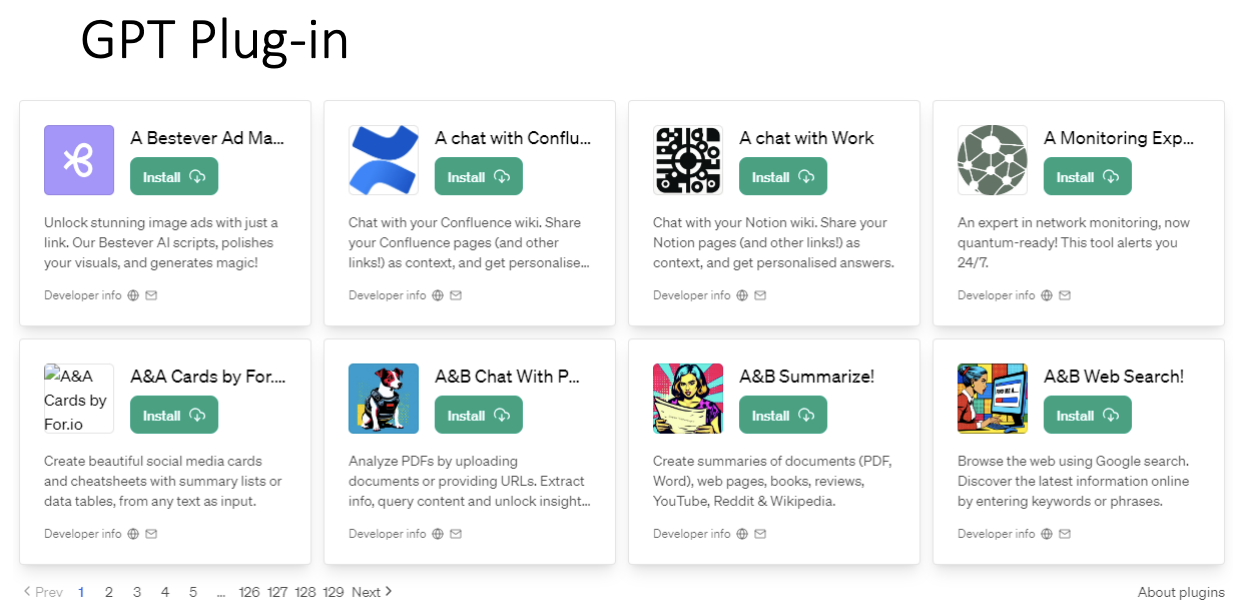 GPT Plug-in
A Bestever Ad Ma...
Install
Unlock stunning image ads with just a
link. Our Bestever AI scripts, polishes
your visuals, and generates magic!
Developer info
A chat with Conflu...
Install
Chat with your Confluence wiki. Share
your Confluence pages (and other
links!) as context, and get personalise...
Developer info
A chat with Work
Install
Chat with your Notion wiki. Share your
Notion pages (and other links!) as
context, and get personalised answers.
Developer info
A Monitoring Exp...
Install
An expert in network monitoring, now
quantum-ready! This tool alerts you
24/7.
Developer info
A&A
Cards by
For.io
A&A Cards by For....
Install
Create beautiful social media cards
and cheatsheets with summary lists or
data tables, from any text as input.
Developer info
A&B Chat With P...
Install
Analyze PDFs by uploading
documents or providing URLs. Extract
info, query content and unlock insight...
Developer info
A&B Summarize!
Install
Create summaries of documents (PDF,
Word), web pages, books, reviews,
YouTube, Reddit & Wikipedia.
Developer info
A&B Web Search!
Install
Browse the web using Google search.
Discover the latest information online
by entering keywords or phrases.
Developer info
Prev 1 2 3 4 5 ... 126 127 128 129 Next
About plugins